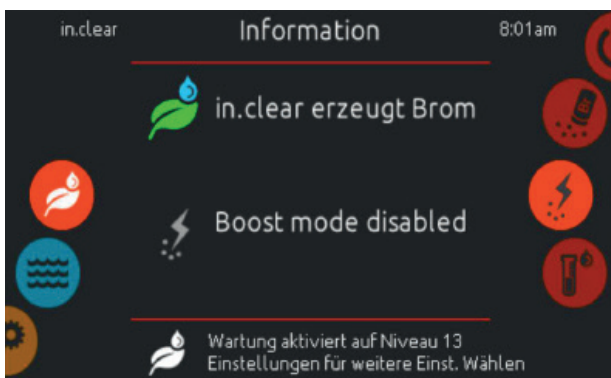 in.clear Information 8:01am
in.clear erzeugt Brom
Boost mode disabled
Wartung aktiviert auf Niveau 13
Einstellungen für weitere Einst. Wählen